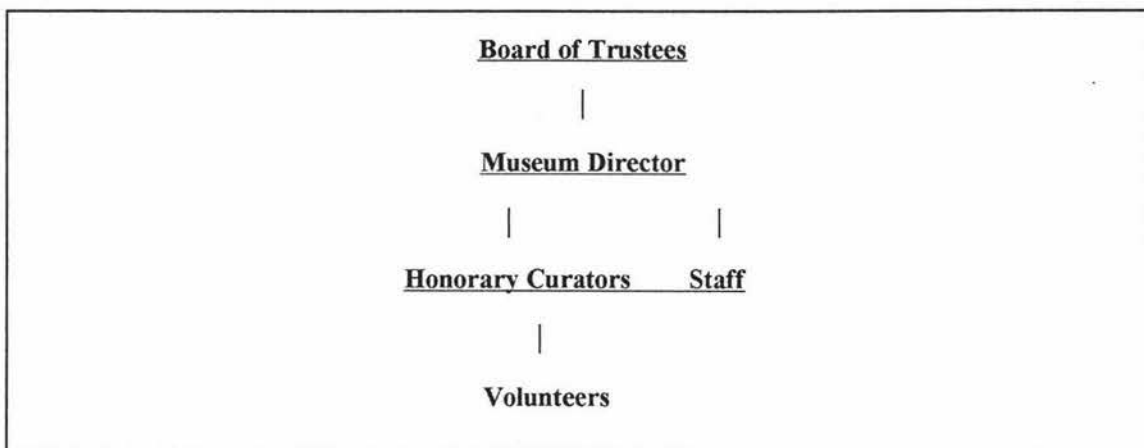 Board of Trustees
Museum Director
Honorary Curators Staff
Volunteers